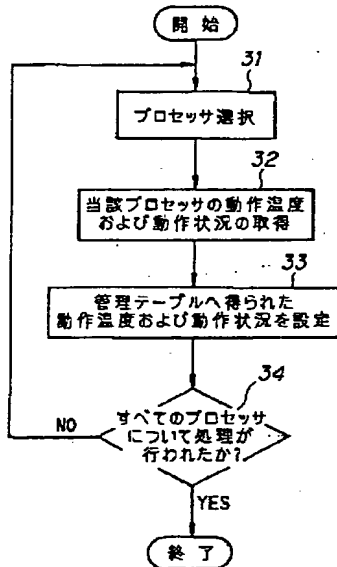 開始
31
プロセッサ選択
32
当該プロセッサの動作温度
および動作状況の取得
33
管理テーブルへ得られた
動作温度および動作状況を設定
34
すべてのプロセッサ
について処理が
行われたか?
NO
YES
終了